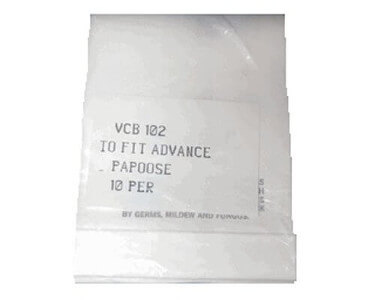 VCB 102
TO FIT ADVANCE
PAPOOSE
10 PER
BY GERMS, MILDEW AND FUNGUS.